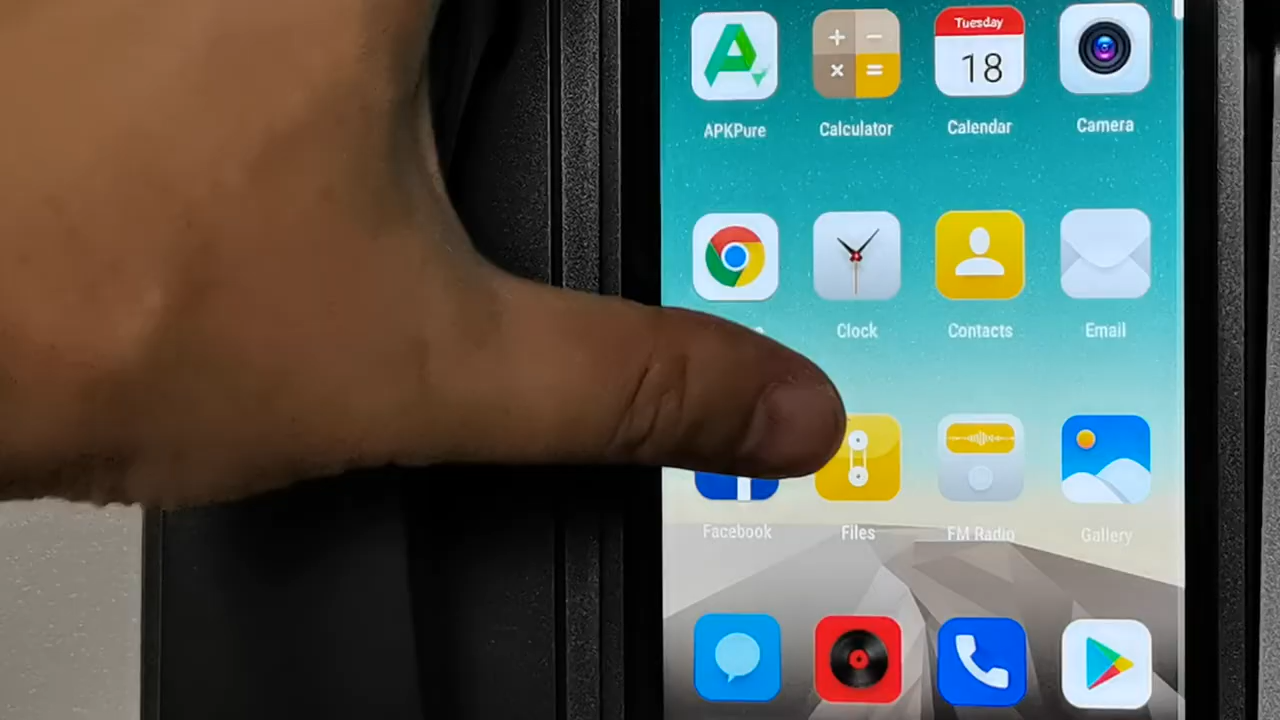 Tuesday
18
APKPure
Calculator
Calendar
Camera
Clock
Contacts
Email
Facebook
Files
FM Radio
Gallery